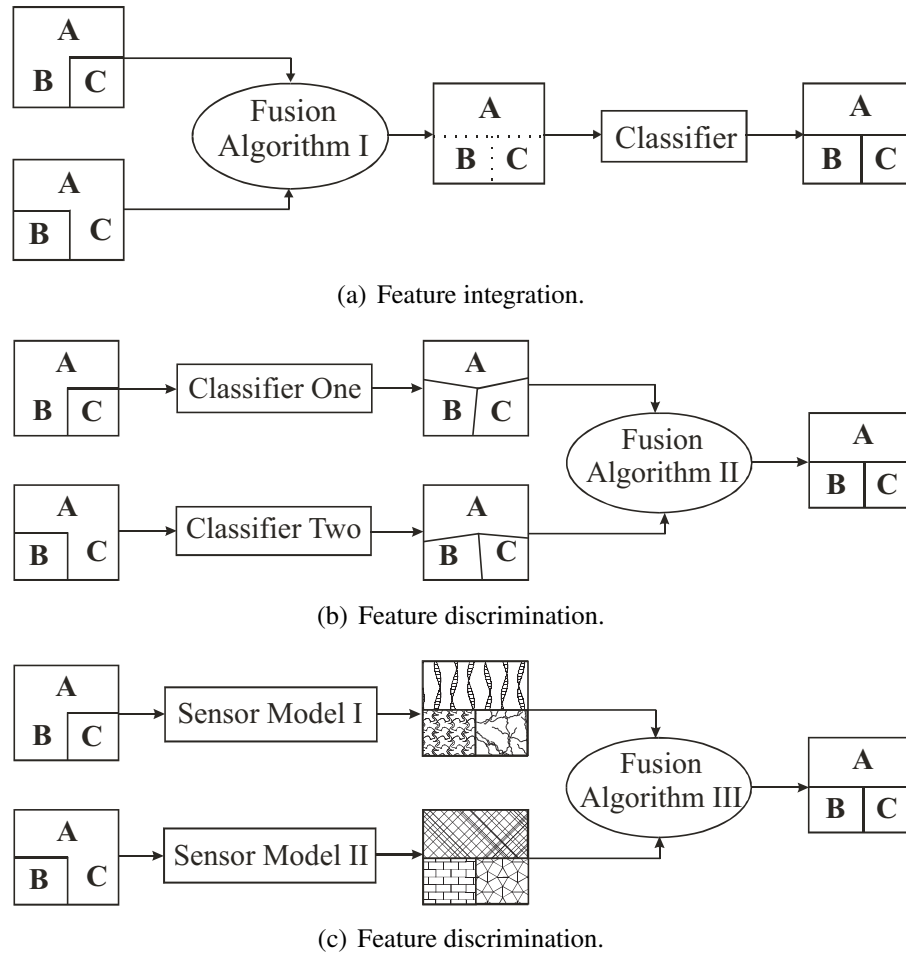 A
B C
Fusion
Algorithm I
A
B C
A
B C
Classifier
A
B C
(a) Feature integration.
A
B C
Classifier One
A
B C
A
B C
Classifier Two
A
B C
Fusion
Algorithm II
A
B C
(b) Feature discrimination.
A
B C
Sensor Model I
A
B C
Sensor Model II
Fusion
Algorithm III
A
B C
(c) Feature discrimination.